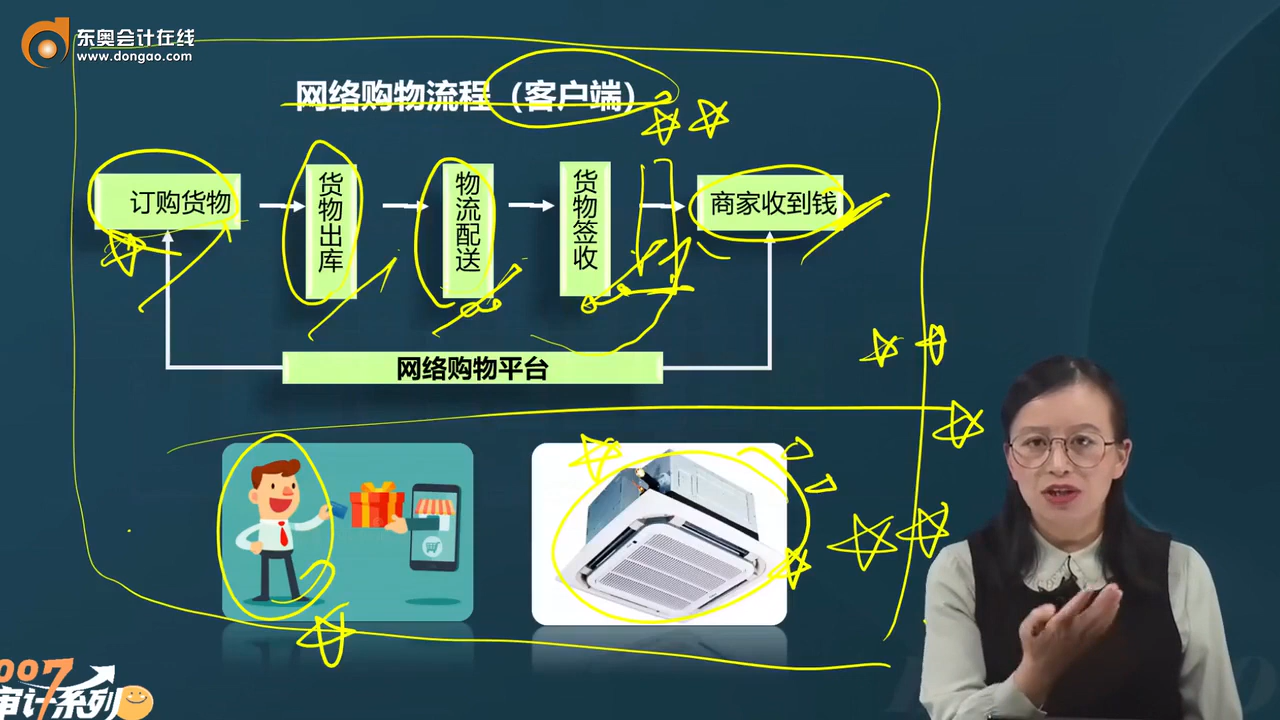 东奥会计在线
www.dongao.com
网络购物流程（客户端）
订购货物
货物出库
物流配送
货物签收
商家收到钱
网络购物平台
007
审计系列